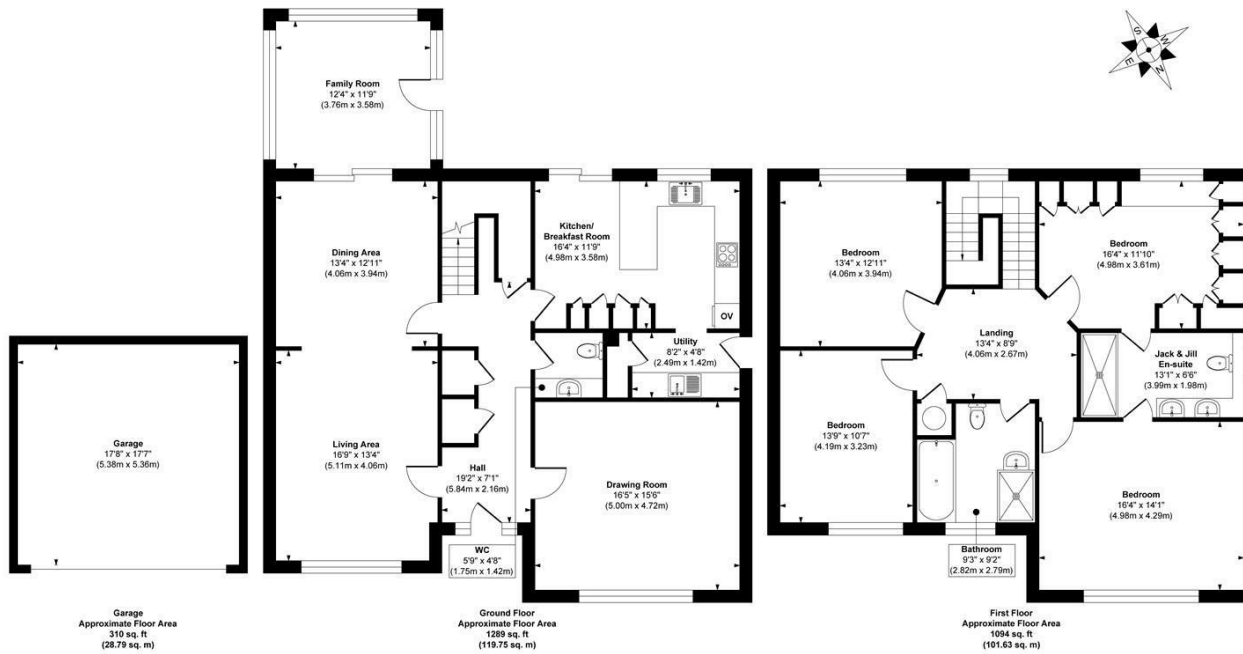 S
W
E
N
Family Room
12'4" x 11'9"
(3.76m x 3.58m)
Dining Area
13'4" x 12'11"
(4.06m x 3.94m)
Kitchen/
Breakfast Room
16'4" x 11'9"
(4.98m x 3.58m)
OV
Utility
8'2" x 4'8"
(2.49m x 1.42m)
Living Area
16'9" x 13'4"
(5.11m x 4.06m)
Hall
19'2" x 7'1"
(5.84m x 2.16m)
Drawing Room
16'5" x 15'6"
(5.00m x 4.72m)
WC
5'9" x 4'8"
(1.75m x 1.42m)
Garage
17'8" x 17'7"
(5.38m x 5.36m)
Bedroom
13'4" x 12'11"
(4.06m x 3.94m)
Bedroom
16'4" x 11'10"
(4.98m x 3.61m)
Landing
13'4" x 8'9"
(4.06m x 2.67m)
Jack & Jill
En-suite
13'1" x 6'6"
(3.99m x 1.98m)
Bedroom
13'9" x 10'7"
(4.19m x 3.23m)
Bedroom
16'4" x 14'1"
(4.98m x 4.29m)
Bathroom
9'3" x 9'2"
(2.82m x 2.79m)
Garage
Approximate Floor Area
310 sq. ft
(28.79 sq. m)
Ground Floor
Approximate Floor Area
1289 sq. ft
(119.75 sq. m)
First Floor
Approximate Floor Area
1094 sq. ft
(101.63 sq. m)